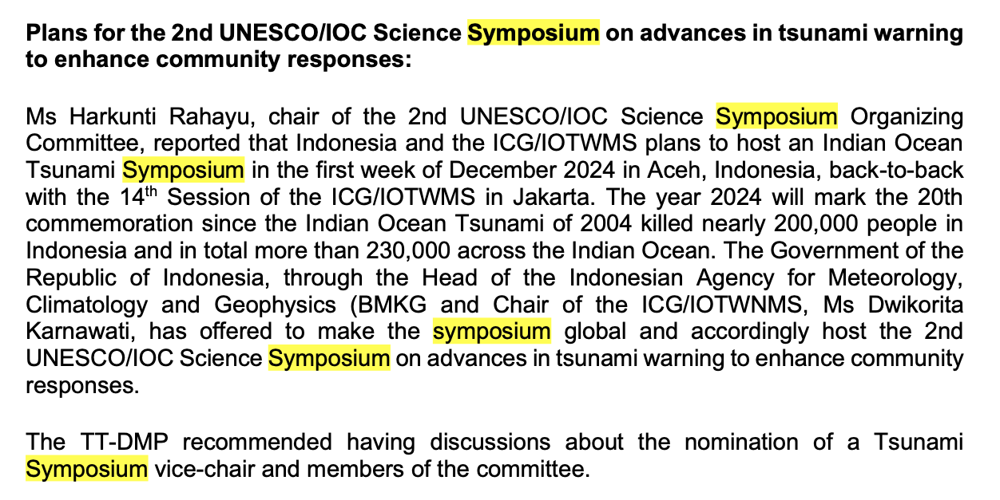 Plans for the 2nd UNESCO/IOC Science Symposium on advances in tsunami warning
to enhance community responses:
Ms Harkunti Rahayu, chair of the 2nd UNESCO/IOC Science Symposium Organizing
Committee, reported that Indonesia and the ICG/IOTWMS plans to host an Indian Ocean
Tsunami Symposium in the first week of December 2024 in Aceh, Indonesia, back-to-back
with the 14th Session of the ICG/IOTWMS in Jakarta. The year 2024 will mark the 20th
commemoration since the Indian Ocean Tsunami of 2004 killed nearly 200,000 people in
Indonesia and in total more than 230,000 across the Indian Ocean. The Government of the
Republic of Indonesia, through the Head of the Indonesian Agency for Meteorology,
Climatology and Geophysics (BMKG and Chair of the ICG/IOTWNMS, Ms Dwikorita
Karnawati, has offered to make the symposium global and accordingly host the 2nd
UNESCO/IOC Science Symposium on advances in tsunami warning to enhance community
responses.
The TT-DMP recommended having discussions about the nomination of a Tsunami
Symposium vice-chair and members of the committee.